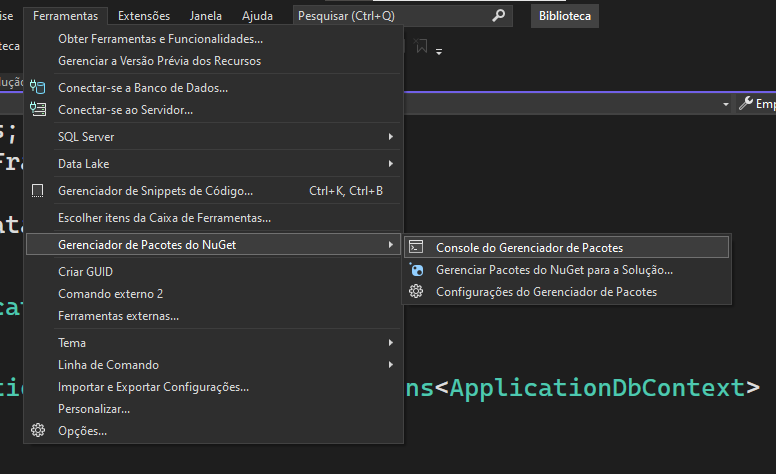 ise Ferramentas Extensões Janela Ajuda Pesquisar (Ctrl+Q) Biblioteca
teca
lução
Obter Ferramentas e Funcionalidades...
Gerenciar a Versão Prévia dos Recursos
Conectar-se a Banco de Dados...
Conectar-se ao Servidor...
Emp
s;
SQL Server
Fra
Data Lake
Gerenciador de Snippets de Código... Ctrl+K, Ctrl+B
Escolher itens da Caixa de Ferramentas...
ata
Gerenciador de Pacotes do NuGet
Console do Gerenciador de Pacotes
Gerenciar Pacotes do NuGet para a Solução...
Configurações do Gerenciador de Pacotes
Criar GUID
Comando externo 2
cat
Ferramentas externas...
Tema
Linha de Comando
Importar e Exportar Configurações...
tio ns<ApplicationDbContext>
Personalizar...
Opções...